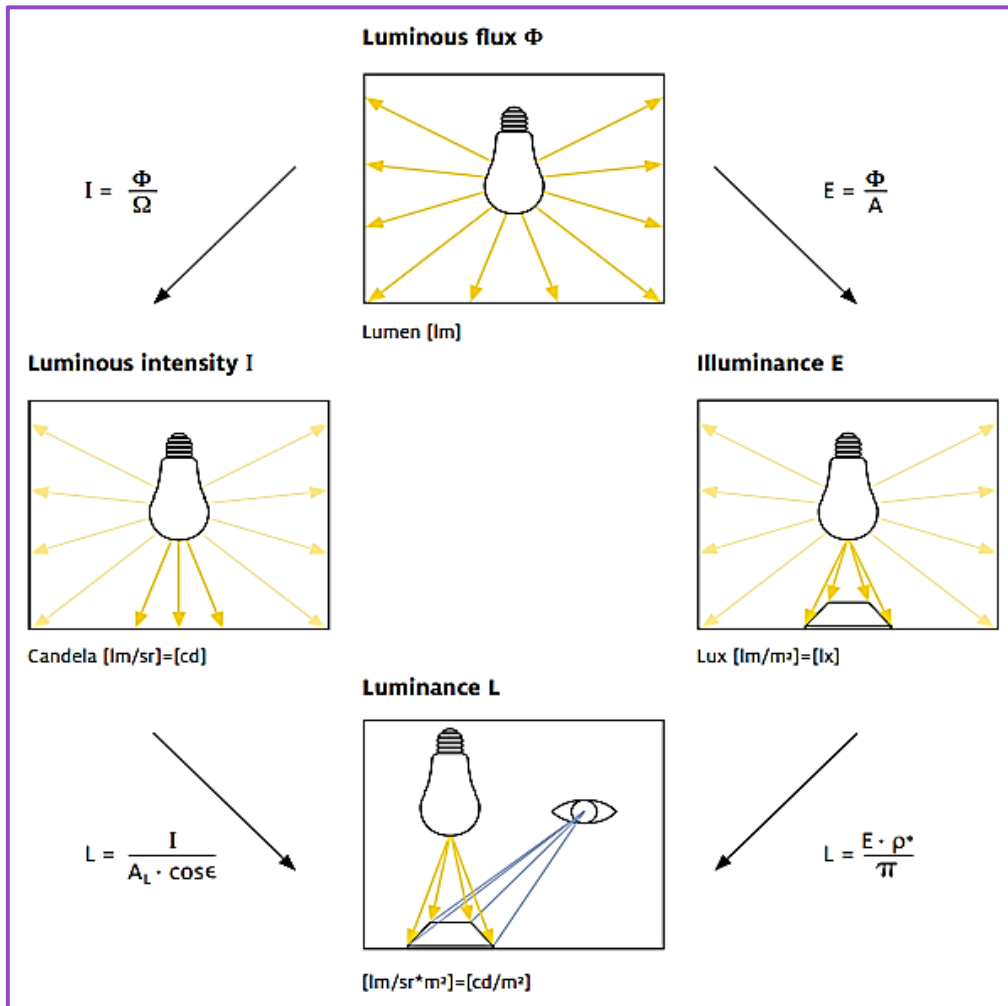 Luminous flux Φ
I = Φ/Ω
E = Φ/A
Lumen [lm]
Luminous intensity I
Illuminance E
Candela [lm/sr]=[cd]
Lux [lm/m²]=[lx]
Luminance L
L = I/(A_L · cosϵ)
L = (E · ρ*)/π
[lm/sr*m²]=[cd/m²]